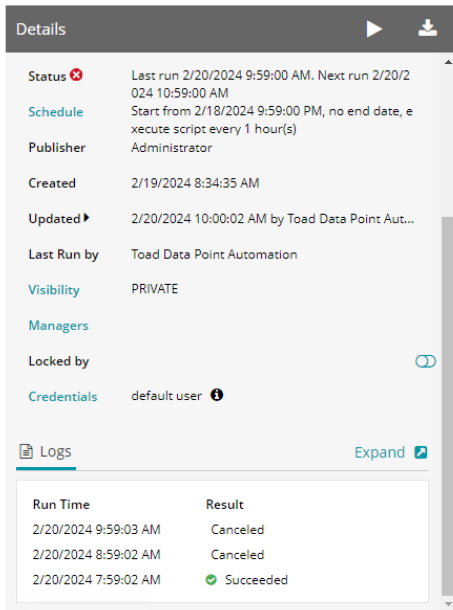 Details
Status Last run 2/20/2024 9:59:00 AM. Next run 2/20/2
024 10:59:00 AM
Schedule Start from 2/18/2024 9:59:00 PM, no end date, e
xecute script every 1 hour(s)
Publisher Administrator
Created 2/19/2024 8:34:35 AM
Updated 2/20/2024 10:00:02 AM by Toad Data Point Aut...
Last Run by Toad Data Point Automation
Visibility PRIVATE
Managers
Locked by
Credentials default user
Logs Expand
Run Time Result
2/20/2024 9:59:03 AM Canceled
2/20/2024 8:59:02 AM Canceled
2/20/2024 7:59:02 AM Succeeded